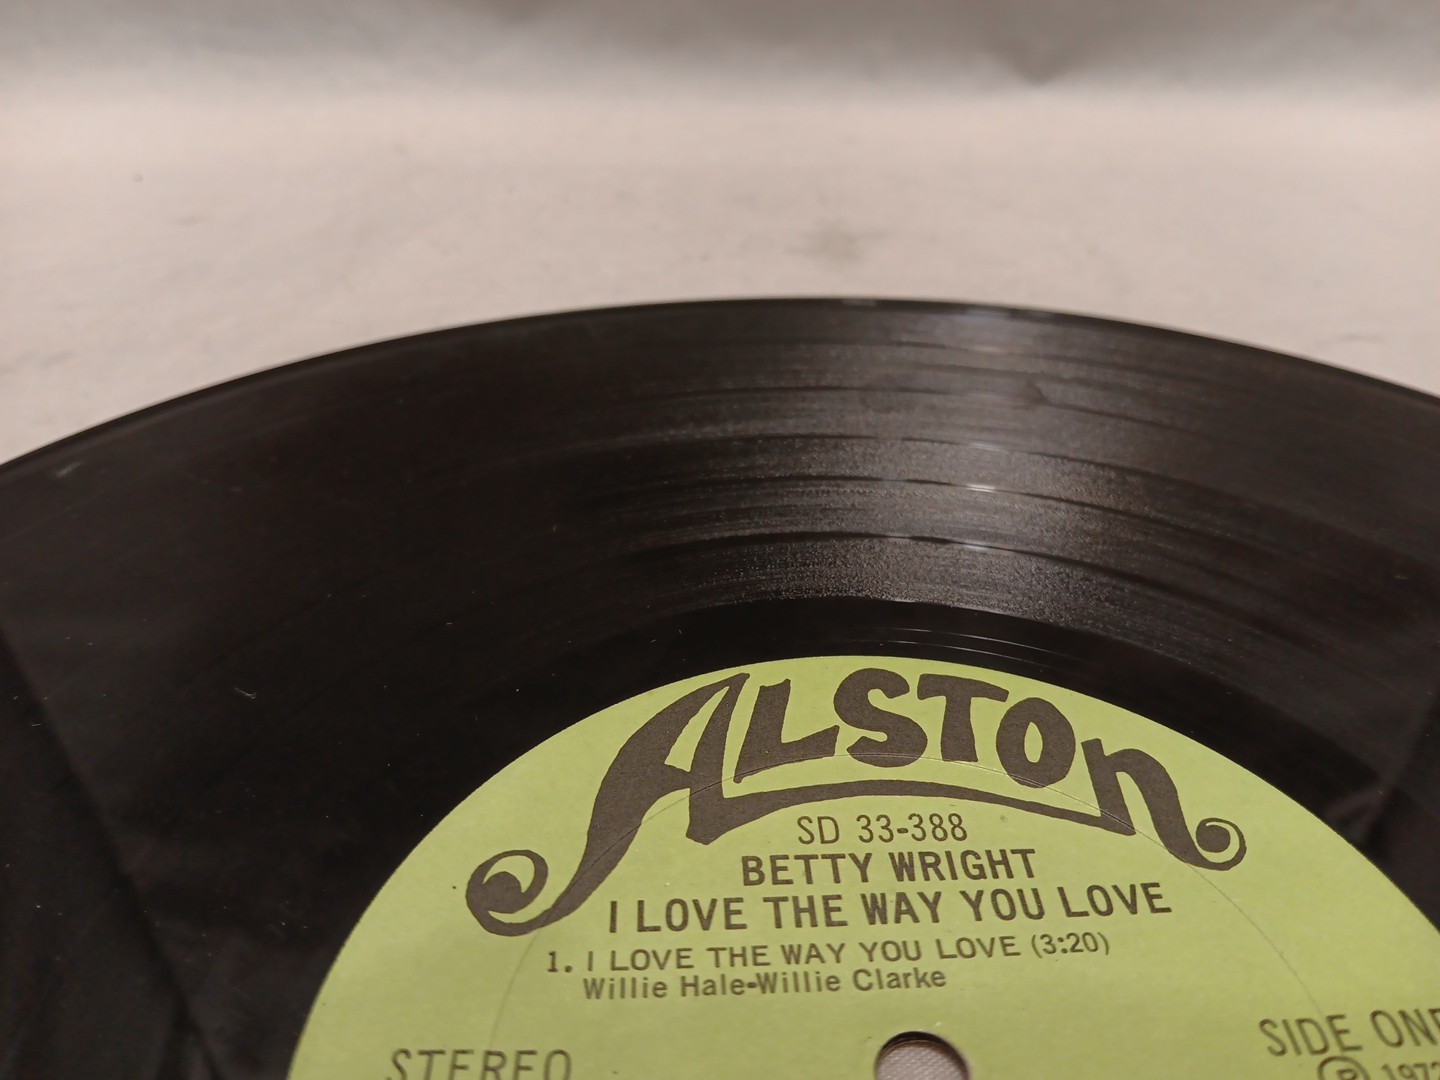 ALSTON
SD 33-388
BETTY WRIGHT
I LOVE THE WAY YOU LOVE
1. I LOVE THE WAY YOU LOVE (3:20)
Willie Hale-Willie Clarke
STEREO
SIDE ONE
Ⓟ 1972